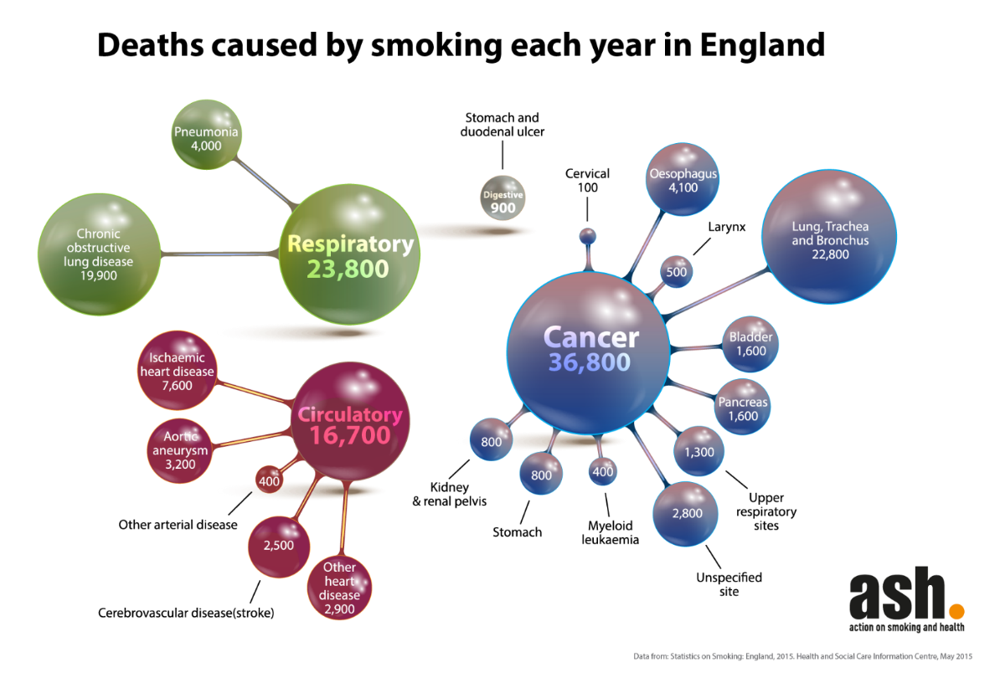 Deaths caused by smoking each year in England
Pneumonia
4,000
Chronic
obstructive
lung disease
19,900
Respiratory
23,800
Stomach and
duodenal ulcer
Digestive
900
Cervical
100
Oesophagus
4,100
Larynx
500
Lung, Trachea
and Bronchus
22,800
Cancer
36,800
Bladder
1,600
Pancreas
1,600
1,300
Upper
respiratory
sites
2,800
Unspecified
site
400
Myeloid
leukaemia
800
Stomach
800
Kidney
& renal pelvis
Ischaemic
heart disease
7,600
Circulatory
16,700
Aortic
aneurysm
3,200
400
Other arterial disease
2,500
Cerebrovascular disease(stroke)
Other
heart
disease
2,900
ash.
action on smoking and health
Data from: Statistics on Smoking: England, 2015. Health and Social Care Information Centre, May 2015